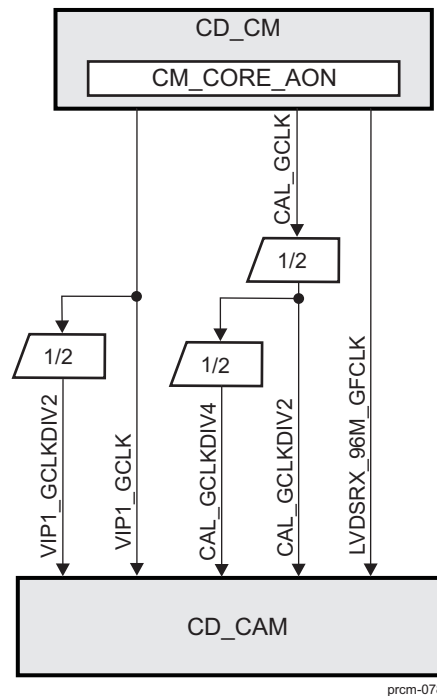 CD_CM
CM_CORE_AON
CAL_GCLK
1/2
1/2
1/2
VIP1_GCLKDIV2
VIP1_GCLK
CAL_GCLKDIV4
CAL_GCLKDIV2
LVDSRX_96M_GFCLK
CD_CAM